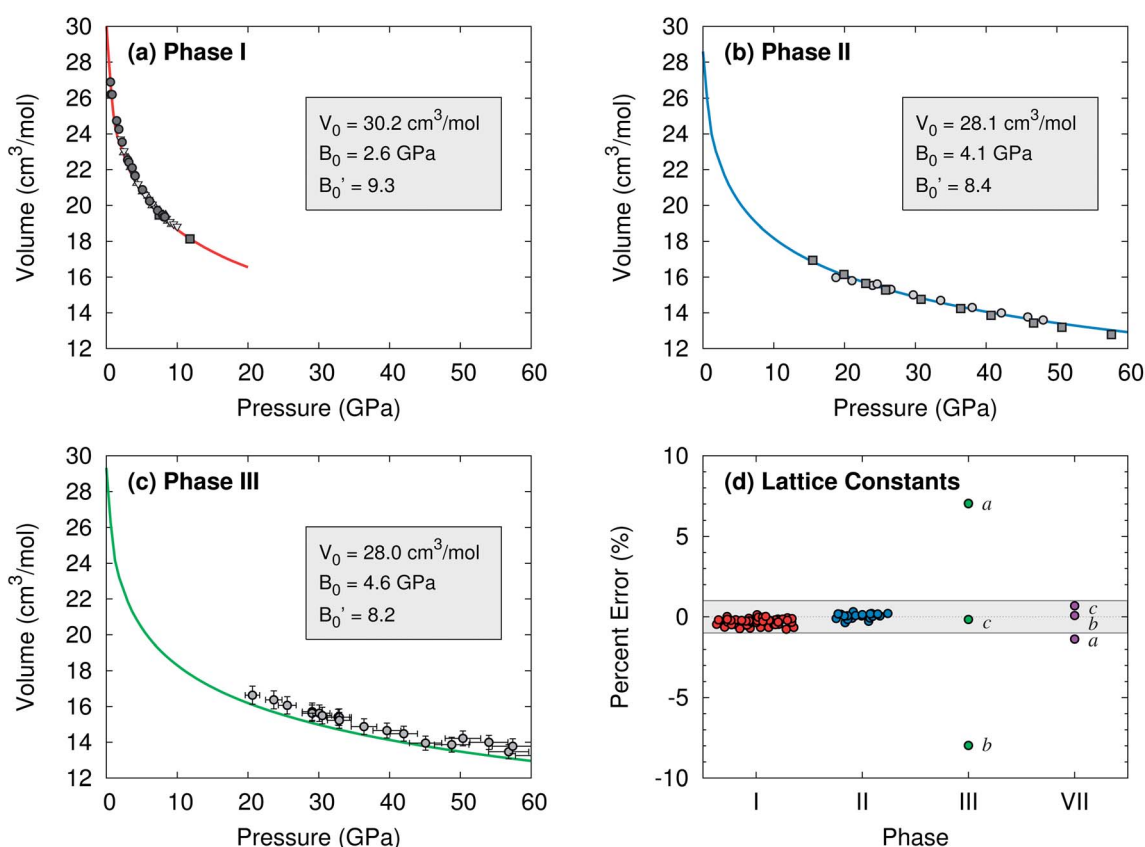 (a) Phase I
V0 = 30.2 cm3/mol
B0 = 2.6 GPa
B0' = 9.3
30
28
26
24
22
20
18
16
14
12
Volume (cm3/mol)
0 10 20 30 40 50 60
Pressure (GPa)
(b) Phase II
V0 = 28.1 cm3/mol
B0 = 4.1 GPa
B0' = 8.4
30
28
26
24
22
20
18
16
14
12
Volume (cm3/mol)
0 10 20 30 40 50 60
Pressure (GPa)
(c) Phase III
V0 = 28.0 cm3/mol
B0 = 4.6 GPa
B0' = 8.2
30
28
26
24
22
20
18
16
14
12
Volume (cm3/mol)
0 10 20 30 40 50 60
Pressure (GPa)
(d) Lattice Constants
10
5
0
-5
-10
Percent Error (%)
a
c
b
c
b
a
I II III VII
Phase